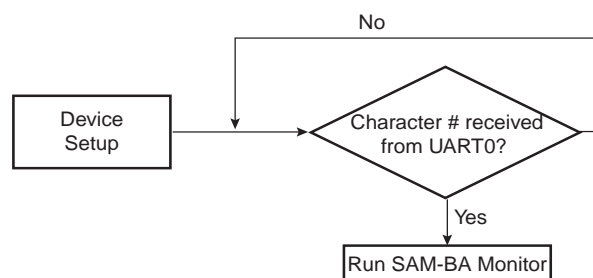 No
Device
Setup
Character # received
from UART0?
Yes
Run SAM-BA Monitor